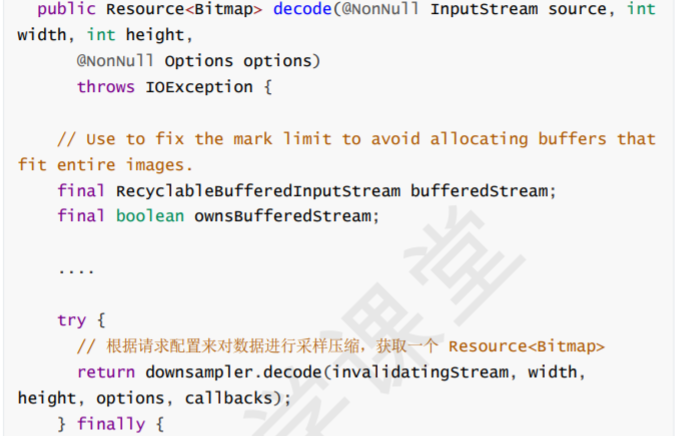 public Resource<Bitmap> decode(@NonNull InputStream source, int
width, int height,
@NonNull Options options)
throws IOException {
// Use to fix the mark limit to avoid allocating buffers that
fit entire images.
final RecyclableBufferedInputStream bufferedStream;
final boolean ownsBufferedStream;
....
try {
// 根据请求配置来对数据进行采样压缩，获取一个 Resource<Bitmap>
return downsampler.decode(invalidatingStream, width,
height, options, callbacks);
} finally {
学课堂